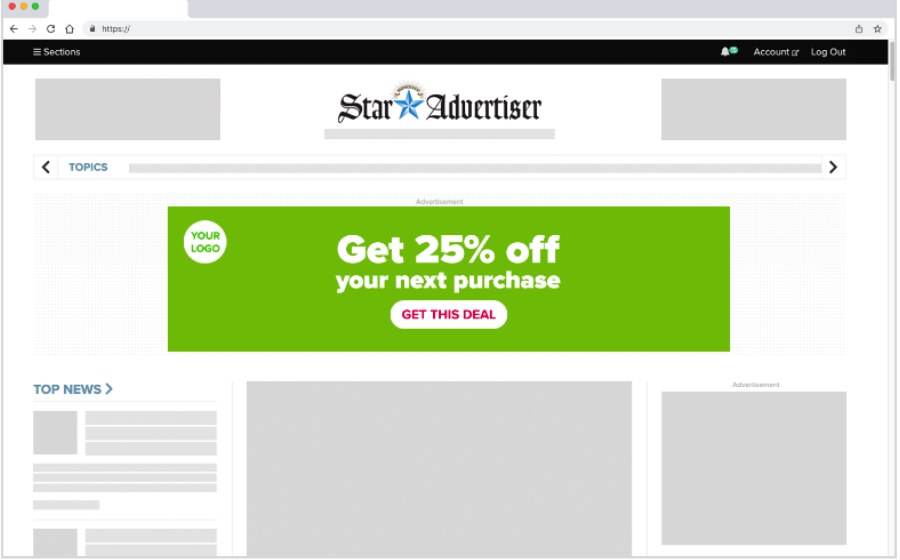 https://
Sections
Account
Log Out
Star Advertiser
TOPICS
Advertisement
YOUR
LOGO
Get 25% off
your next purchase
GET THIS DEAL
TOP NEWS
Advertisement